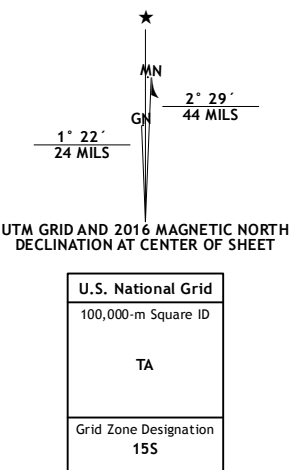 ★
MN
GN
2° 29´
44 MILS
1° 22´
24 MILS
UTM GRID AND 2016 MAGNETIC NORTH
DECLINATION AT CENTER OF SHEET
U.S. National Grid
100,000-m Square ID
TA
Grid Zone Designation
15S